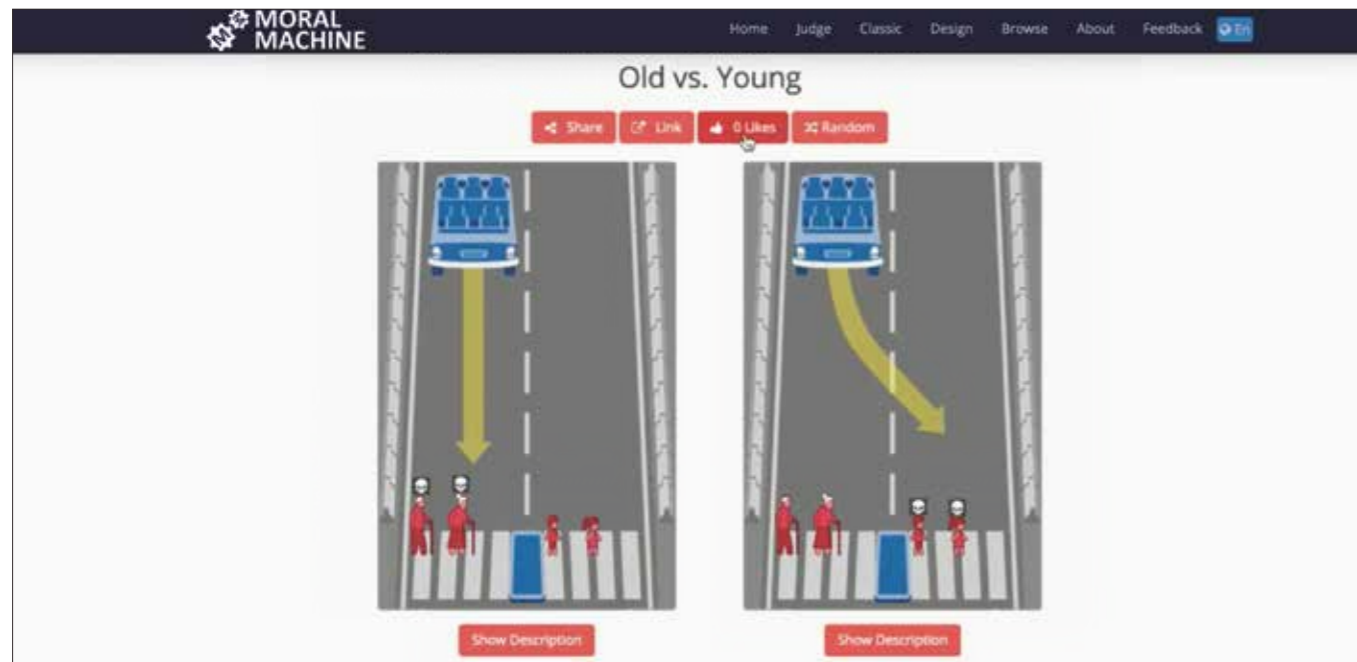 MORAL
MACHINE
Home Judge Classic Design Browse About Feedback En
Old vs. Young
Share Link 0 Likes Random
Show Description Show Description